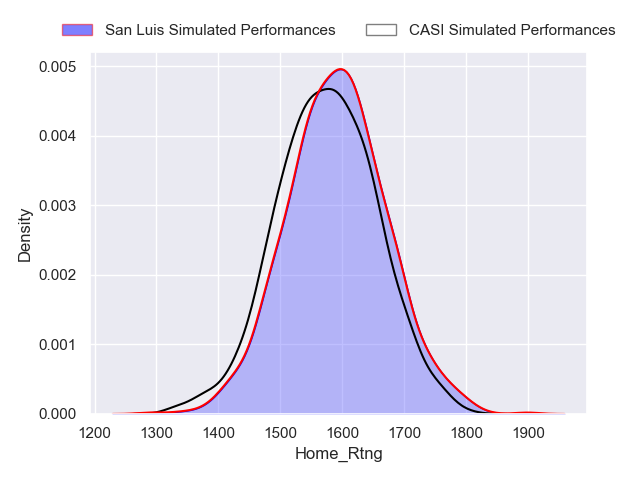 San Luis Simulated Performances CASI Simulated Performances
0.005
0.004
0.003
0.002
0.001
0.000
Density
1200 1300 1400 1500 1600 1700 1800 1900
Home_Rtng